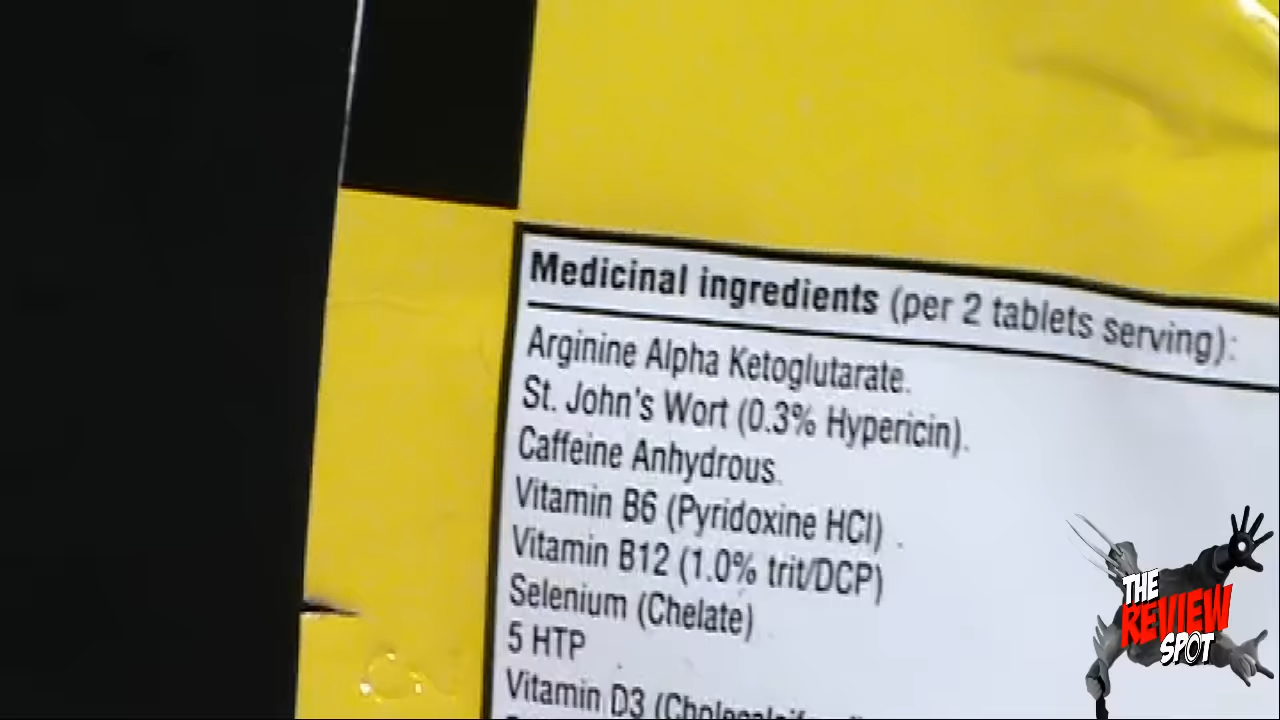 Medicinal ingredients (per 2 tablets serving):
Arginine Alpha Ketoglutarate.
St. John's Wort (0.3% Hypericin).
Caffeine Anhydrous.
Vitamin B6 (Pyridoxine HCl)
Vitamin B12 (1.0% trit/DCP)
Selenium (Chelate)
5 HTP
Vitamin D3
THE
REVIEW
SPOT